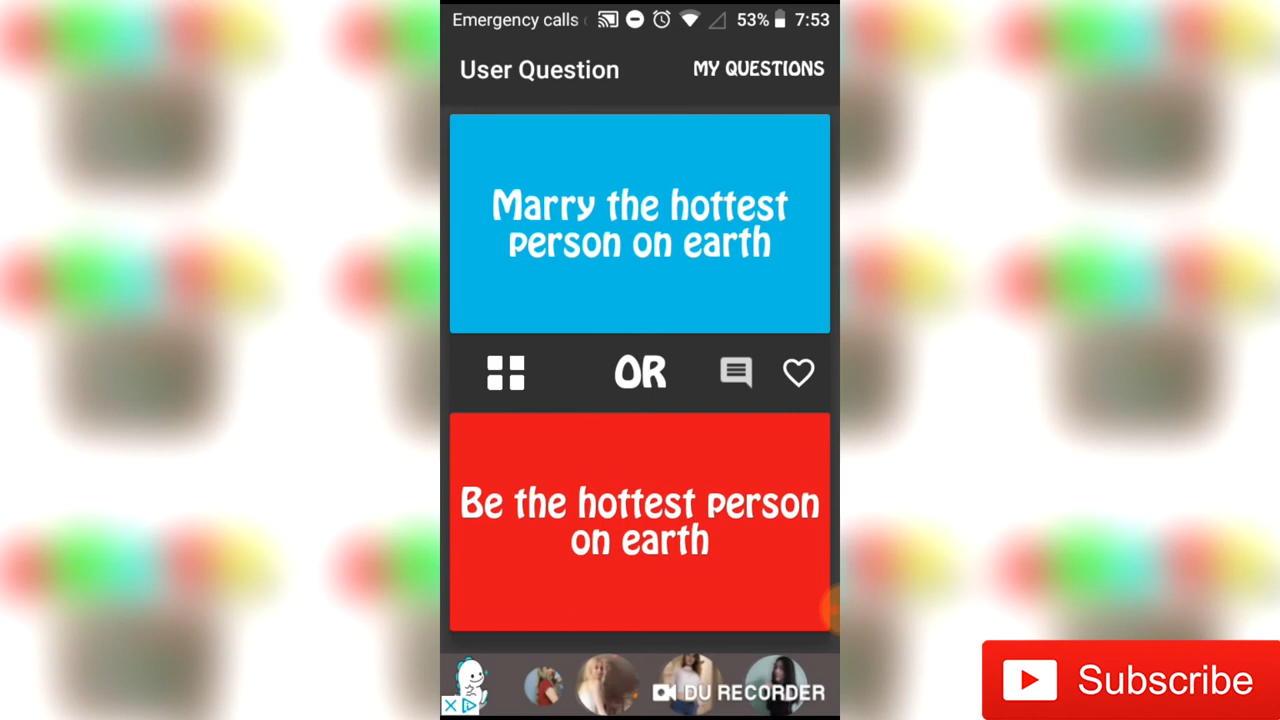 Emergency calls
53% 7:53
User Question MY QUESTIONS
Marry the hottest
person on earth
OR
Be the hottest person
on earth
DU RECORDER
Subscribe